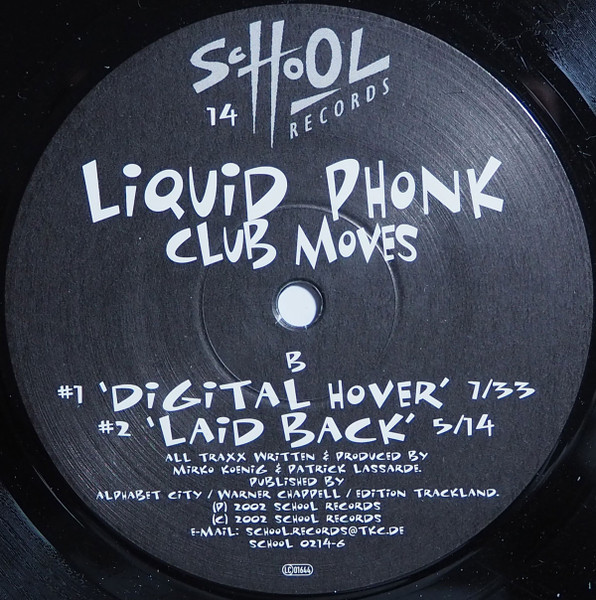 SCHOOL
14 RECORDS
LIQUID PHONK
CLUB MOVES
B
#1 'DIGITAL HOVER' 7/33
#2 'LAID BACK' 5/14
ALL TRAXX WRITTEN & PRODUCED BY
MIRKO KOENIG & PATRICK LASSARDE.
PUBLISHED BY
ALPHABET CITY / WARNER CHAPPELL / EDITION TRACKLAND.
(P) 2002 SCHOOL RECORDS
(C) 2002 SCHOOL RECORDS
E-MAIL: SCHOOL.RECORDS@TKC.DE
SCHOOL 0214-6
LC 01644